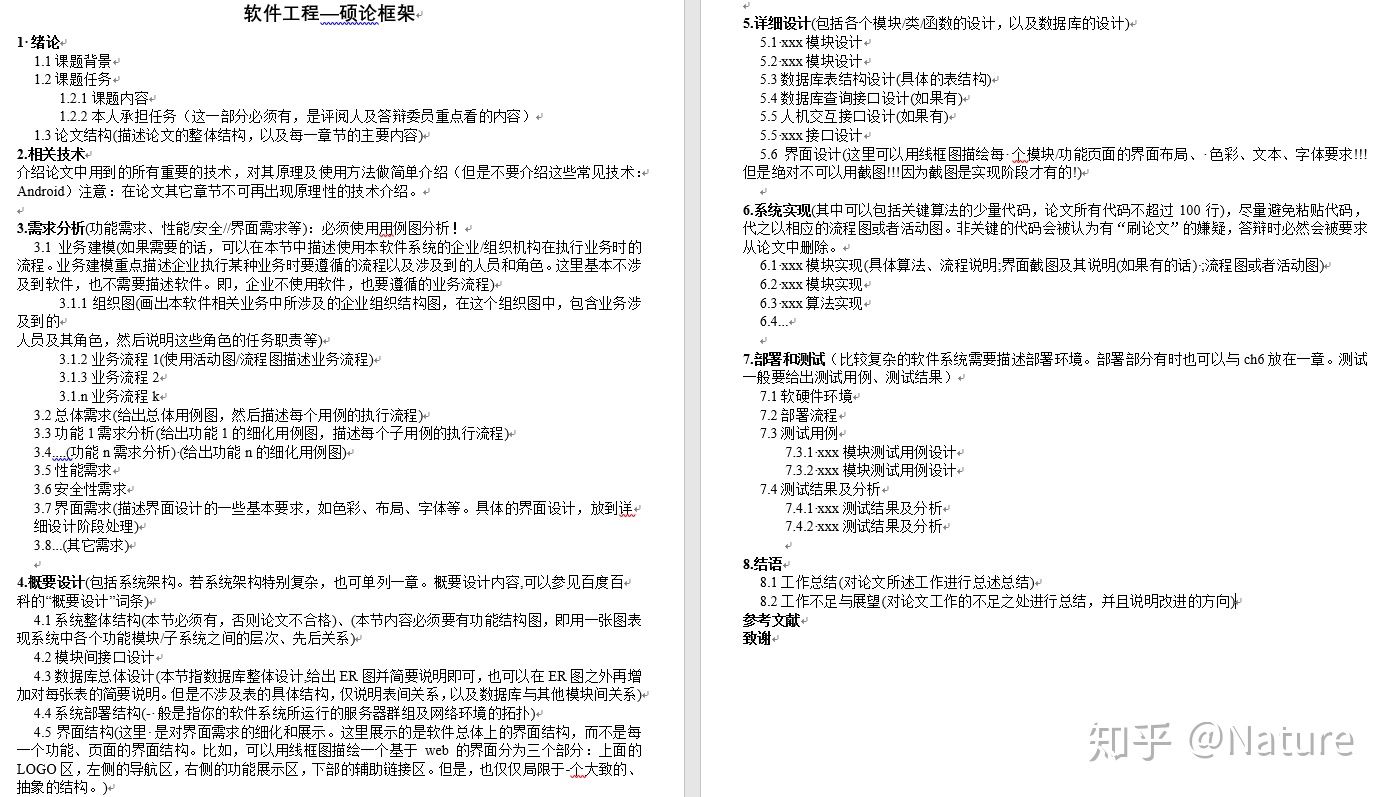 软件工程—硕论框架
1·绪论
1.1 课题背景
1.2 课题任务
1.2.1 课题内容
1.2.2 本人承担任务（这一部分必须有，是评阅人及答辩委员重点看的内容）
1.3 论文结构(描述论文的整体结构，以及每一章节的主要内容)
2.相关技术
介绍论文中用到的所有重要的技术，对其原理及使用方法做简单介绍（但是不要介绍这些常见技术：
Android）注意：在论文其它章节不可再出现原理性的技术介绍。
3.需求分析(功能需求、性能/安全//界面需求等)：必须使用用例图分析！
3.1 业务建模(如果需要的话，可以在本节中描述使用本软件系统的企业/组织机构在执行业务时的
流程。业务建模重点描述企业执行某种业务时要遵循的流程以及涉及到的人员和角色。这里基本不涉
及到软件，也不需要描述软件。即，企业不使用软件，也要遵循的业务流程)
3.1.1 组织图(画出本软件相关业务中所涉及的企业组织结构图，在这个组织图中，包含业务涉
及到的
人员及其角色，然后说明这些角色的任务职责等)
3.1.2 业务流程 1(使用活动图/流程图描述业务流程)
3.1.3 业务流程 2
3.1.n 业务流程 k
3.2 总体需求(给出总体用例图，然后描述每个用例的执行流程)
3.3 功能 1 需求分析(给出功能 1 的细化用例图，描述每个子用例的执行流程)
3.4....(功能 n 需求分析)·(给出功能 n 的细化用例图)
3.5 性能需求
3.6 安全性需求
3.7 界面需求(描述界面设计的一些基本要求，如色彩、布局、字体等。具体的界面设计，放到详
细设计阶段处理)
3.8...(其它需求)
4.概要设计(包括系统架构。若系统架构特别复杂，也可单列一章。概要设计内容,可以参见百度百
科的“概要设计”词条)
4.1 系统整体结构(本节必须有，否则论文不合格)、(本节内容必须要有功能结构图，即用一张图表
现系统中各个功能模块/子系统之间的层次、先后关系)
4.2 模块间接口设计
4.3 数据库总体设计(本节指数据库整体设计,给出 ER 图并简要说明即可，也可以在 ER 图之外再增
加对每张表的简要说明。但是不涉及表的具体结构，仅说明表间关系，以及数据库与其他模块间关系)
4.4 系统部署结构(-·般是指你的软件系统所运行的服务器群组及网络环境的拓扑)
4.5 界面结构(这里·是对界面需求的细化和展示。这里展示的是软件总体上的界面结构，而不是每
一个功能、页面的界面结构。比如，可以用线框图描绘一个基于 web 的界面分为三个部分：上面的
LOGO 区，左侧的导航区，右侧的功能展示区，下部的辅助链接区。但是，也仅仅局限于-个大致的、
抽象的结构。)
5.详细设计(包括各个模块/类/函数的设计，以及数据库的设计)
5.1·xxx 模块设计
5.2·xxx 模块设计
5.3 数据库表结构设计(具体的表结构)
5.4 数据库查询接口设计(如果有)
5.5 人机交互接口设计(如果有)
5.5·xxx 接口设计
5.6 界面设计(这里可以用线框图描绘每·个模块/功能页面的界面布局、·色彩、文本、字体要求!!!
但是绝对不可以用截图!!!因为截图是实现阶段才有的!)
6.系统实现(其中可以包括关键算法的少量代码，论文所有代码不超过 100 行)，尽量避免粘贴代码，
代之以相应的流程图或者活动图。非关键的代码会被认为有“刷论文”的嫌疑，答辩时必然会被要求
从论文中删除。
6.1·xxx 模块实现(具体算法、流程说明;界面截图及其说明(如果有的话)·;流程图或者活动图)
6.2·xxx 模块实现
6.3·xxx 算法实现
6.4...
7.部署和测试（比较复杂的软件系统需要描述部署环境。部署部分有时也可以与 ch6 放在一章。测试
一般要给出测试用例、测试结果）
7.1 软硬件环境
7.2 部署流程
7.3 测试用例
7.3.1·xxx 模块测试用例设计
7.3.2·xxx 模块测试用例设计
7.4 测试结果及分析
7.4.1·xxx 测试结果及分析
7.4.2·xxx 测试结果及分析
8.结语
8.1 工作总结(对论文所述工作进行总述总结)
8.2 工作不足与展望(对论文工作的不足之处进行总结，并且说明改进的方向)
参考文献
致谢
知乎 @Nature